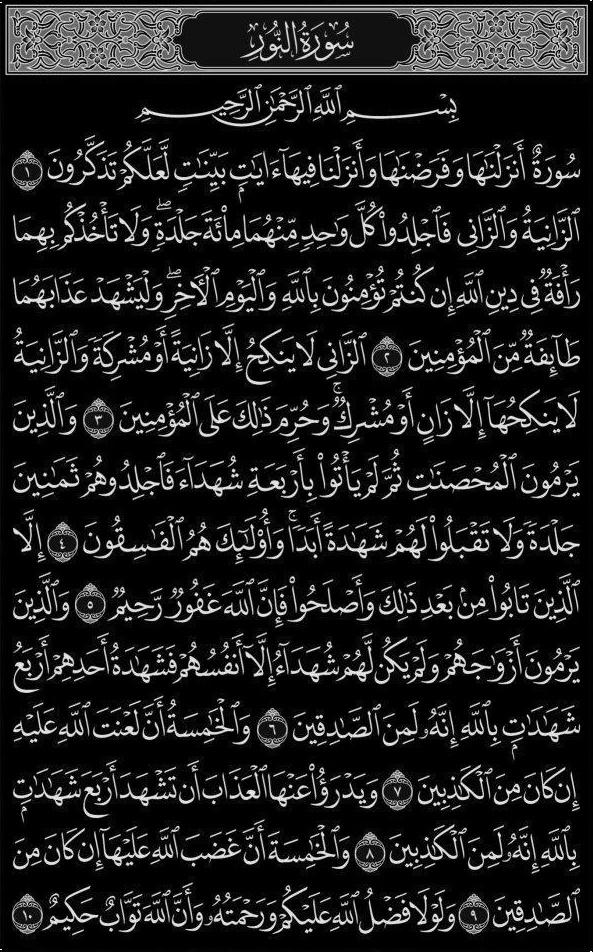 سُورَةُ النُّورِ
بِسْمِ ٱللَّهِ ٱلرَّحْمَٰنِ ٱلرَّحِيمِ
سُورَةٌ أَنزَلْنَٰهَا وَفَرَضْنَٰهَا وَأَنزَلْنَا فِيهَآ ءَايَٰتٍۭ بَيِّنَٰتٍ لَّعَلَّكُمْ تَذَكَّرُونَ ١
ٱلزَّانِيَةُ وَٱلزَّانِى فَٱجْلِدُوا۟ كُلَّ وَٰحِدٍ مِّنْهُمَا مِا۟ئَةَ جَلْدَةٍ ۖ وَلَا تَأْخُذْكُم بِهِمَا
رَأْفَةٌ فِى دِينِ ٱللَّهِ إِن كُنتُمْ تُؤْمِنُونَ بِٱللَّهِ وَٱلْيَوْمِ ٱلْءَاخِرِ ۖ وَلْيَشْهَدْ عَذَابَهُمَا
طَآئِفَةٌ مِّنَ ٱلْمُؤْمِنِينَ ٢ ٱلزَّانِى لَا يَنكِحُ إِلَّا زَانِيَةً أَوْ مُشْرِكَةً وَٱلزَّانِيَةُ
لَا يَنكِحُهَآ إِلَّا زَانٍ أَوْ مُشْرِكٌ ۚ وَحُرِّمَ ذَٰلِكَ عَلَى ٱلْمُؤْمِنِينَ ٣ وَٱلَّذِينَ
يَرْمُونَ ٱلْمُحْصَنَٰتِ ثُمَّ لَمْ يَأْتُوا۟ بِأَرْبَعَةِ شُهَدَآءَ فَٱجْلِدُوهُمْ ثَمَٰنِينَ
جَلْدَةً وَلَا تَقْبَلُوا۟ لَهُمْ شَهَٰدَةً أَبَدًا ۚ وَأُو۟لَٰٓئِكَ هُمُ ٱلْفَٰسِقُونَ ٤ إِلَّا
ٱلَّذِينَ تَابُوا۟ مِنۢ بَعْدِ ذَٰلِكَ وَأَصْلَحُوا۟ فَإِنَّ ٱللَّهَ غَفُورٌ رَّحِيمٌ ٥ وَٱلَّذِينَ
يَرْمُونَ أَزْوَٰجَهُمْ وَلَمْ يَكُن لَّهُمْ شُهَدَآءُ إِلَّآ أَنفُسُهُمْ فَشَهَٰدَةُ أَحَدِهِمْ أَرْبَعُ
شَهَٰدَٰتٍۭ بِٱللَّهِ إِنَّهُۥ لَمِنَ ٱلصَّٰدِقِينَ ٦ وَٱلْخَٰمِسَةُ أَنَّ لَعْنَتَ ٱللَّهِ عَلَيْهِ
إِن كَانَ مِنَ ٱلْكَٰذِبِينَ ٧ وَيَدْرَؤُا۟ عَنْهَا ٱلْعَذَابَ أَن تَشْهَدَ أَرْبَعَ شَهَٰدَٰتٍۭ
بِٱللَّهِ إِنَّهُۥ لَمِنَ ٱلْكَٰذِبِينَ ٨ وَٱلْخَٰمِسَةَ أَنَّ غَضَبَ ٱللَّهِ عَلَيْهَآ إِن كَانَ مِنَ
ٱلصَّٰدِقِينَ ٩ وَلَوْلَا فَضْلُ ٱللَّهِ عَلَيْكُمْ وَرَحْمَتُهُۥ وَأَنَّ ٱللَّهَ تَوَّابٌ حَكِيمٌ ١٠